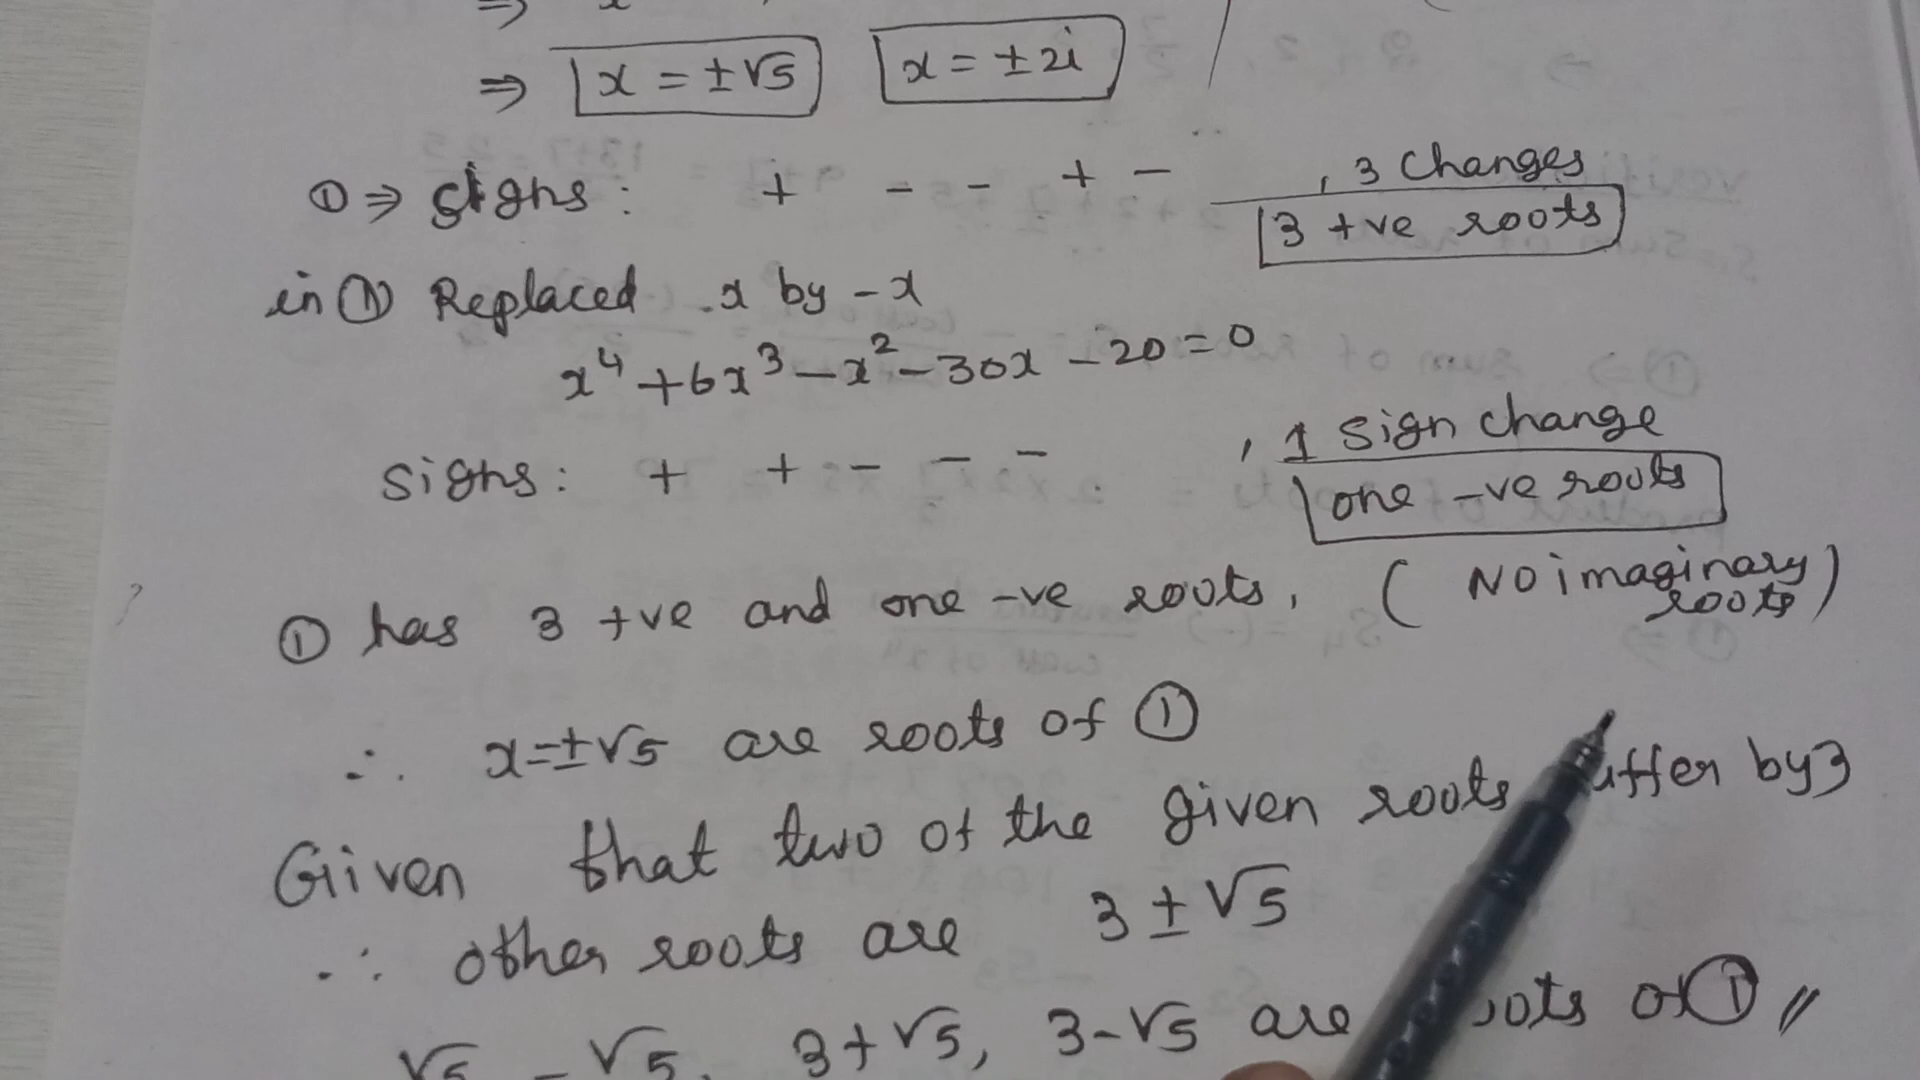 ⇒ x
⇒ x = ±√5 x = ±2i
① ⇒ signs: + - - + - , 3 changes
3 +ve roots
in ① Replaced x by -x
x⁴ + 6x³ - x² - 30x - 20 = 0
signs: + + - - - , 1 sign change
one -ve roots
① has 3 +ve and one -ve roots, (NO imaginary roots)
∴ x = ±√5 are roots of ①
Given that two of the given roots by 3
∴ other roots are 3 ± √5
√5, -√5, 3+√5, 3-√5 are of ① //